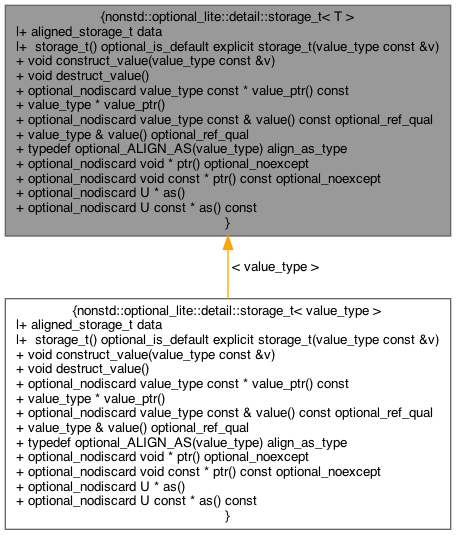 {nonstd::optional_lite::detail::storage_t< T >
|+ aligned_storage_t data
|+  storage_t() optional_is_default explicit storage_t(value_type const &v)
+ void construct_value(value_type const &v)
+ void destruct_value()
+ optional_nodiscard value_type const * value_ptr() const
+ value_type * value_ptr()
+ optional_nodiscard value_type const & value() const optional_ref_qual
+ value_type & value() optional_ref_qual
+ typedef optional_ALIGN_AS(value_type) align_as_type
+ optional_nodiscard void * ptr() optional_noexcept
+ optional_nodiscard void const * ptr() const optional_noexcept
+ optional_nodiscard U * as()
+ optional_nodiscard U const * as() const
}
< value_type >
{nonstd::optional_lite::detail::storage_t< value_type >
|+ aligned_storage_t data
|+  storage_t() optional_is_default explicit storage_t(value_type const &v)
+ void construct_value(value_type const &v)
+ void destruct_value()
+ optional_nodiscard value_type const * value_ptr() const
+ value_type * value_ptr()
+ optional_nodiscard value_type const & value() const optional_ref_qual
+ value_type & value() optional_ref_qual
+ typedef optional_ALIGN_AS(value_type) align_as_type
+ optional_nodiscard void * ptr() optional_noexcept
+ optional_nodiscard void const * ptr() const optional_noexcept
+ optional_nodiscard U * as()
+ optional_nodiscard U const * as() const
}